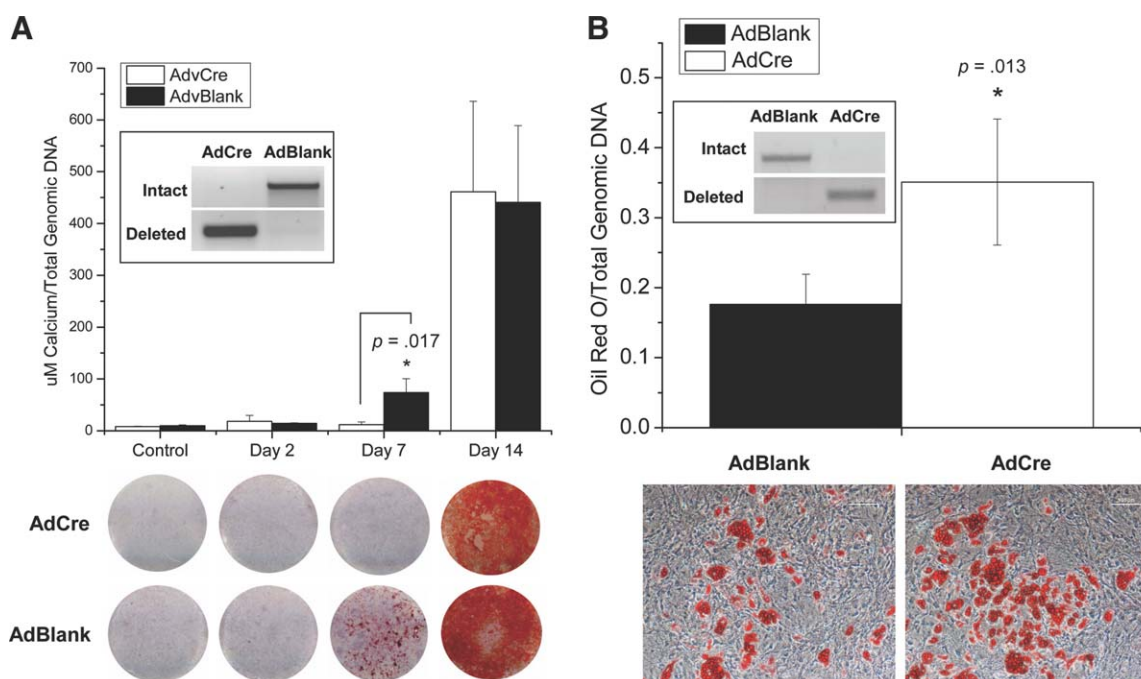 A
700
600
500
400
300
200
100
0
uM Calcium/Total Genomic DNA
AdvCre
AdvBlank
AdCre AdBlank
Intact
Deleted
p = .017
*
Control Day 2 Day 7 Day 14
AdCre
AdBlank
B
0.5
0.4
0.3
0.2
0.1
0.0
Oil Red O/Total Genomic DNA
AdBlank
AdCre
p = .013
*
AdBlank AdCre
Intact
Deleted
AdBlank AdCre